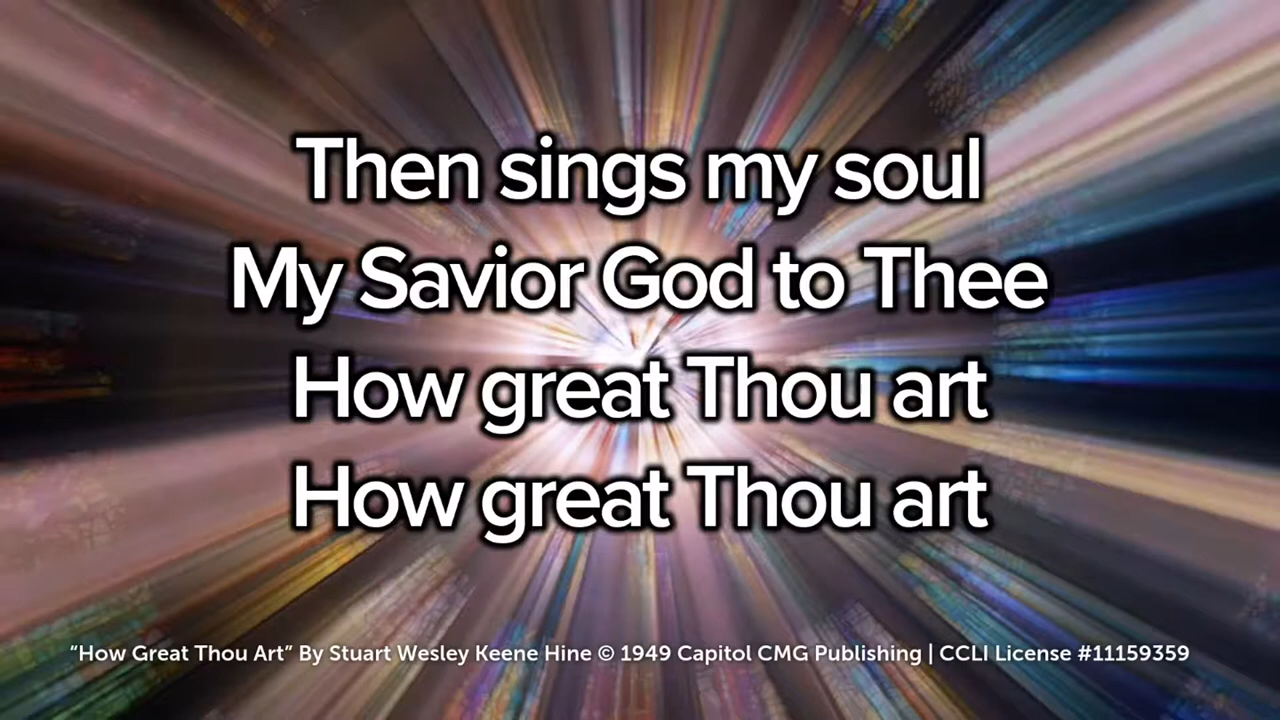 Then sings my soul
My Savior God to Thee
How great Thou art
How great Thou art
“How Great Thou Art” By Stuart Wesley Keene Hine © 1949 Capitol CMG Publishing | CCLI License #11159359